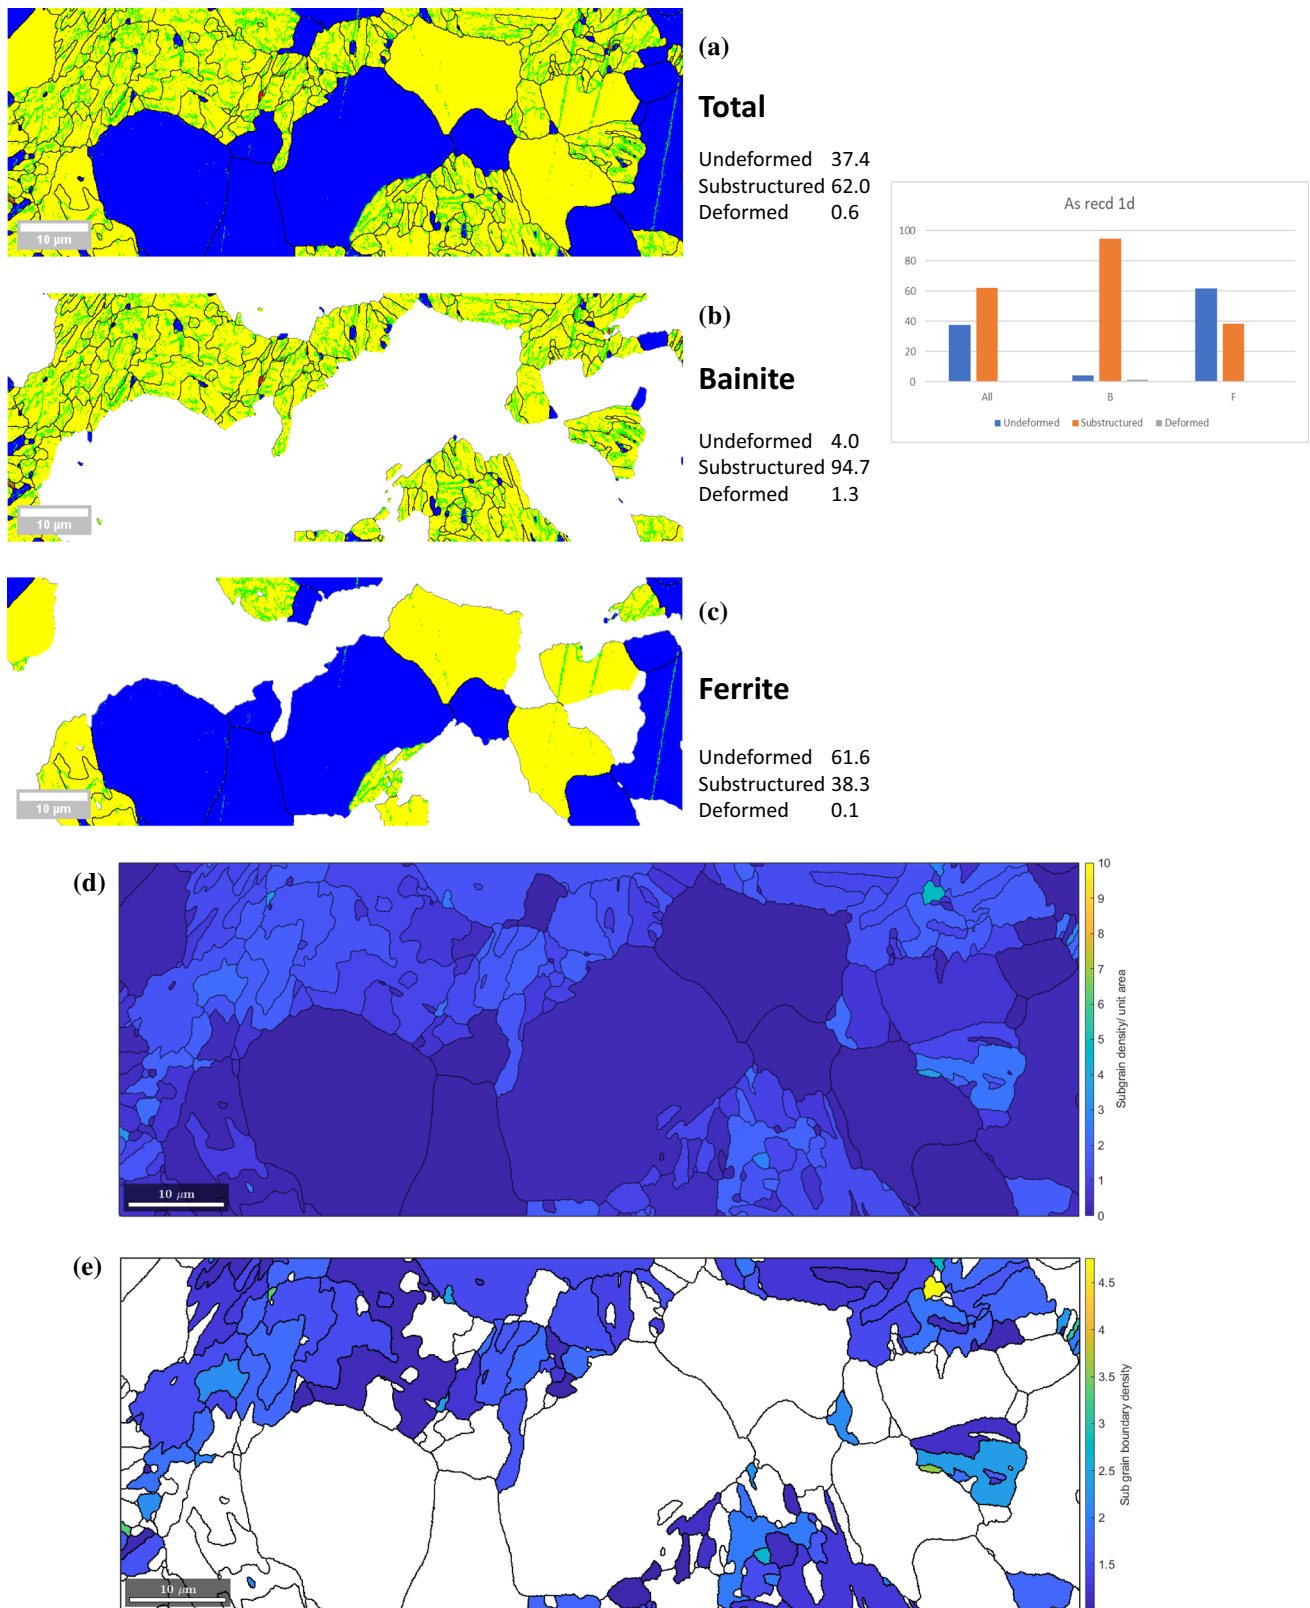 (a)
Total
Undeformed 37.4
Substructured 62.0
Deformed 0.6
10 µm
As recd 1d
100
80
60
40
20
0
All
B
F
Undeformed
Substructured
Deformed
(b)
Bainite
Undeformed 4.0
Substructured 94.7
Deformed 1.3
10 µm
(c)
Ferrite
Undeformed 61.6
Substructured 38.3
Deformed 0.1
10 µm
(d)
10 µm
10
9
8
7
6
5
4
3
2
1
0
Subgrain density/ unit area
(e)
10 µm
4.5
4
3.5
3
2.5
2
1.5
Sub grain boundary density